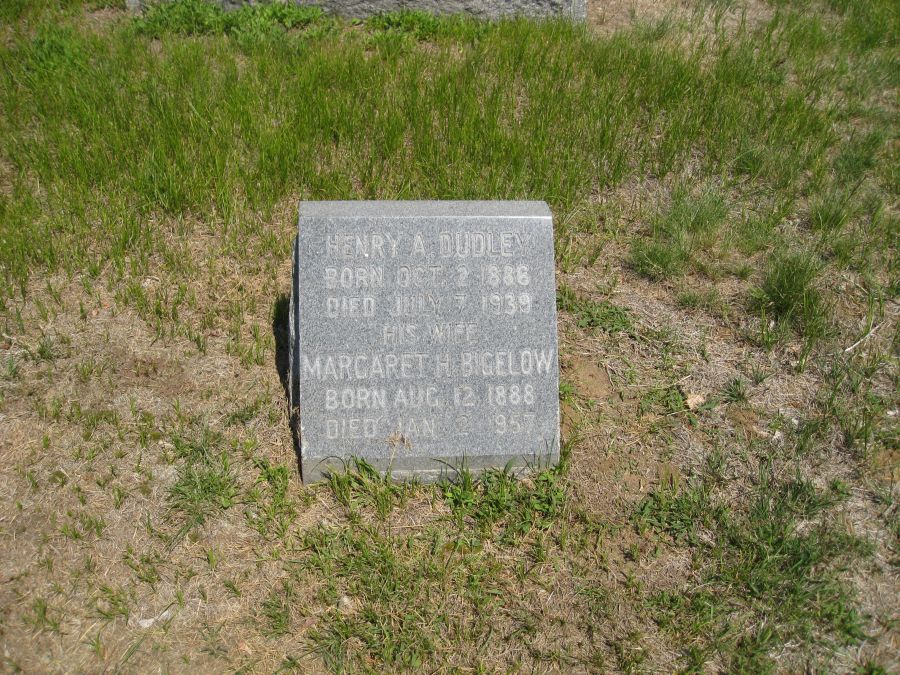 HENRY A. DUDLEY
BORN OCT. 2 1886
DIED JULY 7, 1939
HIS WIFE
MARGARET H. BIGELOW
BORN AUG. 12, 1888
DIED JAN. 2 1957